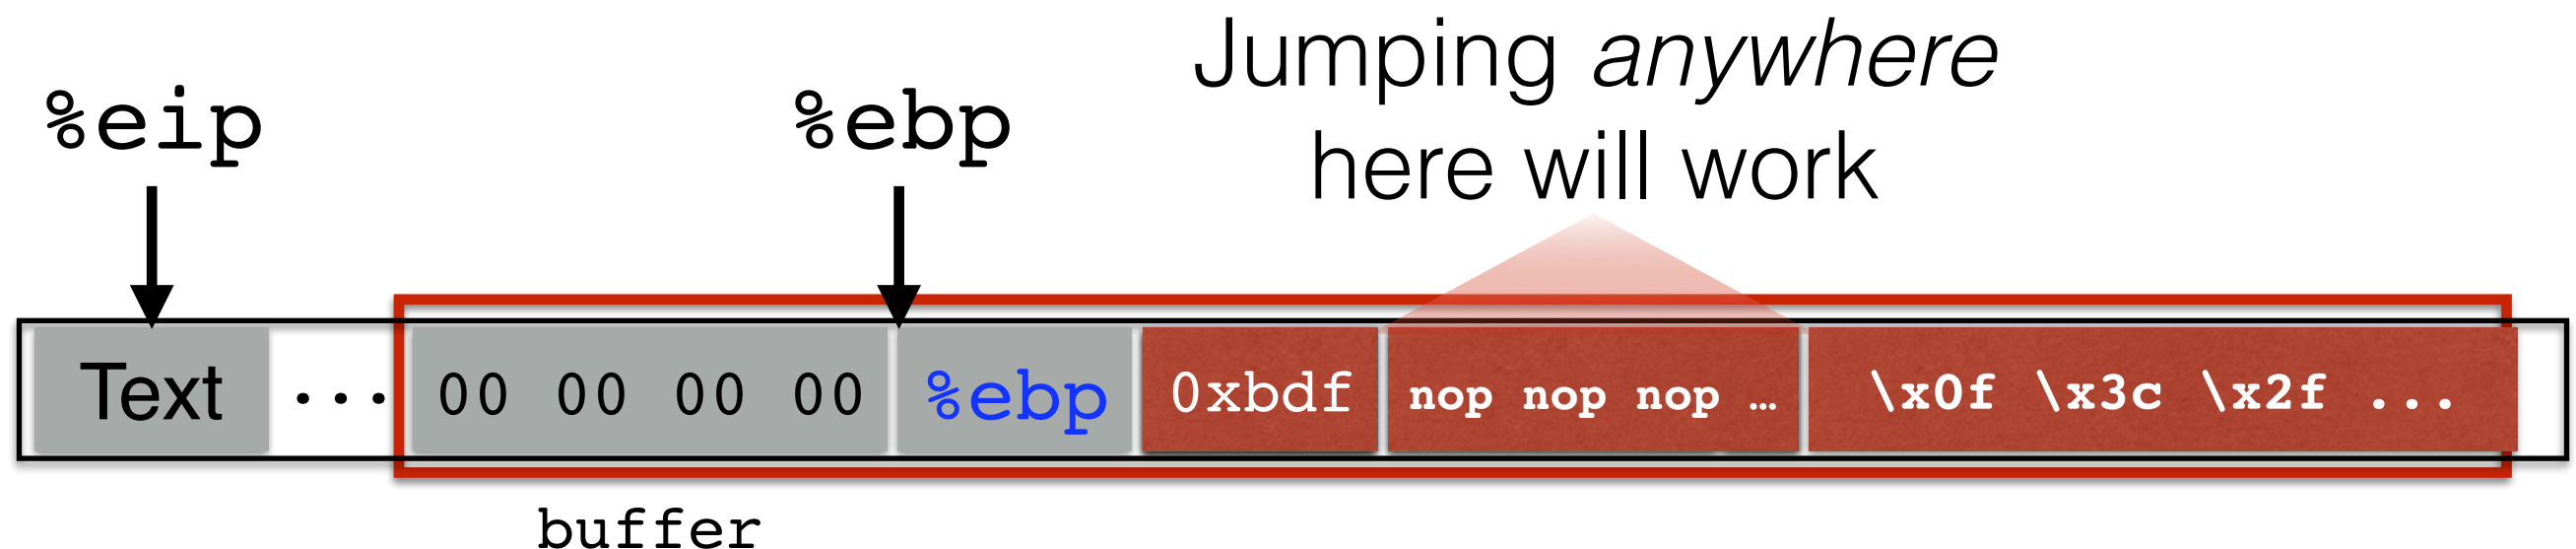 Jumping anywhere
here will work
%eip
%ebp
Text ... 00 00 00 00 %ebp 0xbdf nop nop nop … \x0f \x3c \x2f ...
buffer